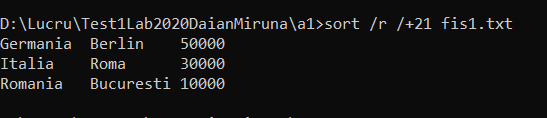 D:\Lucru\Test1Lab2020DaianMiruna\a1>sort /r /+21 fis1.txt
Germania  Berlin    50000
Italia    Roma      30000
Romania   Bucuresti 10000